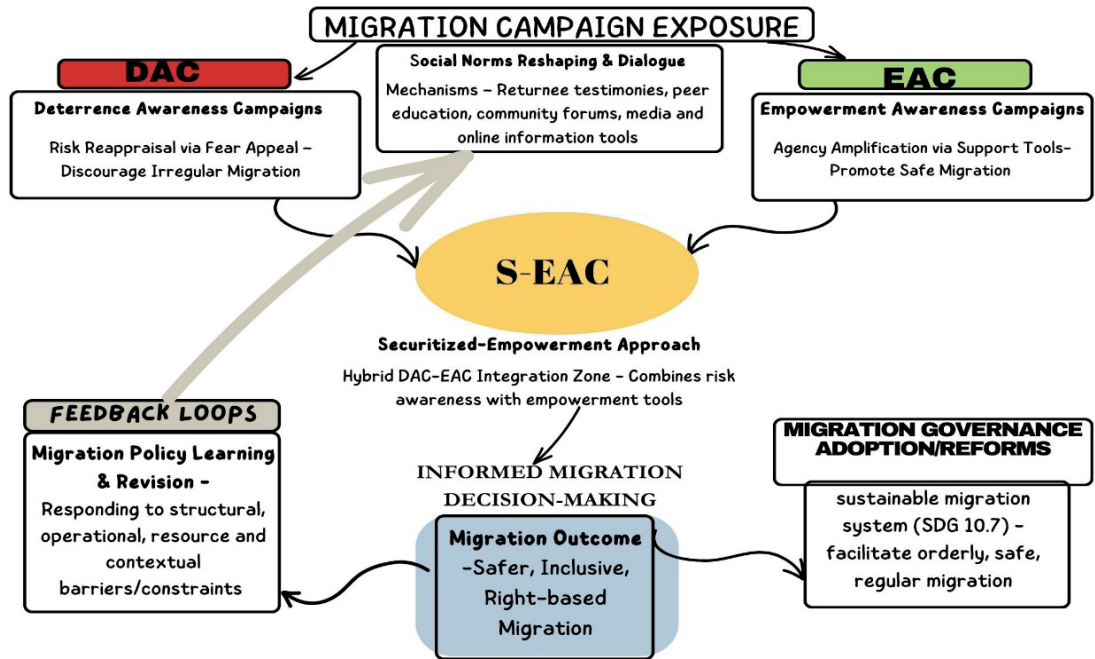 MIGRATION CAMPAIGN EXPOSURE
DAC
Deterrence Awareness Campaigns
Risk Reappraisal via Fear Appeal –
Discourage Irregular Migration
Social Norms Reshaping & Dialogue
Mechanisms – Returnee testimonies, peer
education, community forums, media and
online information tools
EAC
Empowerment Awareness Campaigns
Agency Amplification via Support Tools–
Promote Safe Migration
S-EAC
Securitized-Empowerment Approach
Hybrid DAC-EAC Integration Zone – Combines risk
awareness with empowerment tools
FEEDBACK LOOPS
Migration Policy Learning
& Revision –
Responding to structural,
operational, resource and
contextual
barriers/constraints
INFORMED MIGRATION
DECISION-MAKING
Migration Outcome
–Safer, Inclusive,
Right-based
Migration
MIGRATION GOVERNANCE
ADOPTION/REFORMS
sustainable migration
system (SDG 10.7) –
facilitate orderly, safe,
regular migration